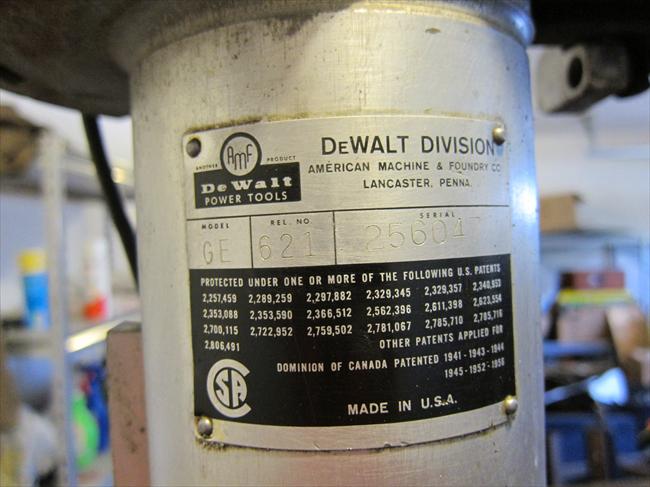 ANOTHER AMF PRODUCT
DeWalt
POWER TOOLS
DEWALT DIVISION
AMERICAN MACHINE & FOUNDRY CO.
LANCASTER, PENNA.
MODEL REL. NO. SERIAL
GE 621 256047
PROTECTED UNDER ONE OR MORE OF THE FOLLOWING U.S. PATENTS
2,257,459 2,289,259 2,297,882 2,329,345 2,329,357 2,340,953
2,353,088 2,353,590 2,366,512 2,562,396 2,611,398 2,623,554
2,700,115 2,722,952 2,759,502 2,781,067 2,785,710 2,785,716
2,806,491 OTHER PATENTS APPLIED FOR
DOMINION OF CANADA PATENTED 1941-1943-1944
1945-1952-1956
CSA
MADE IN U.S.A.